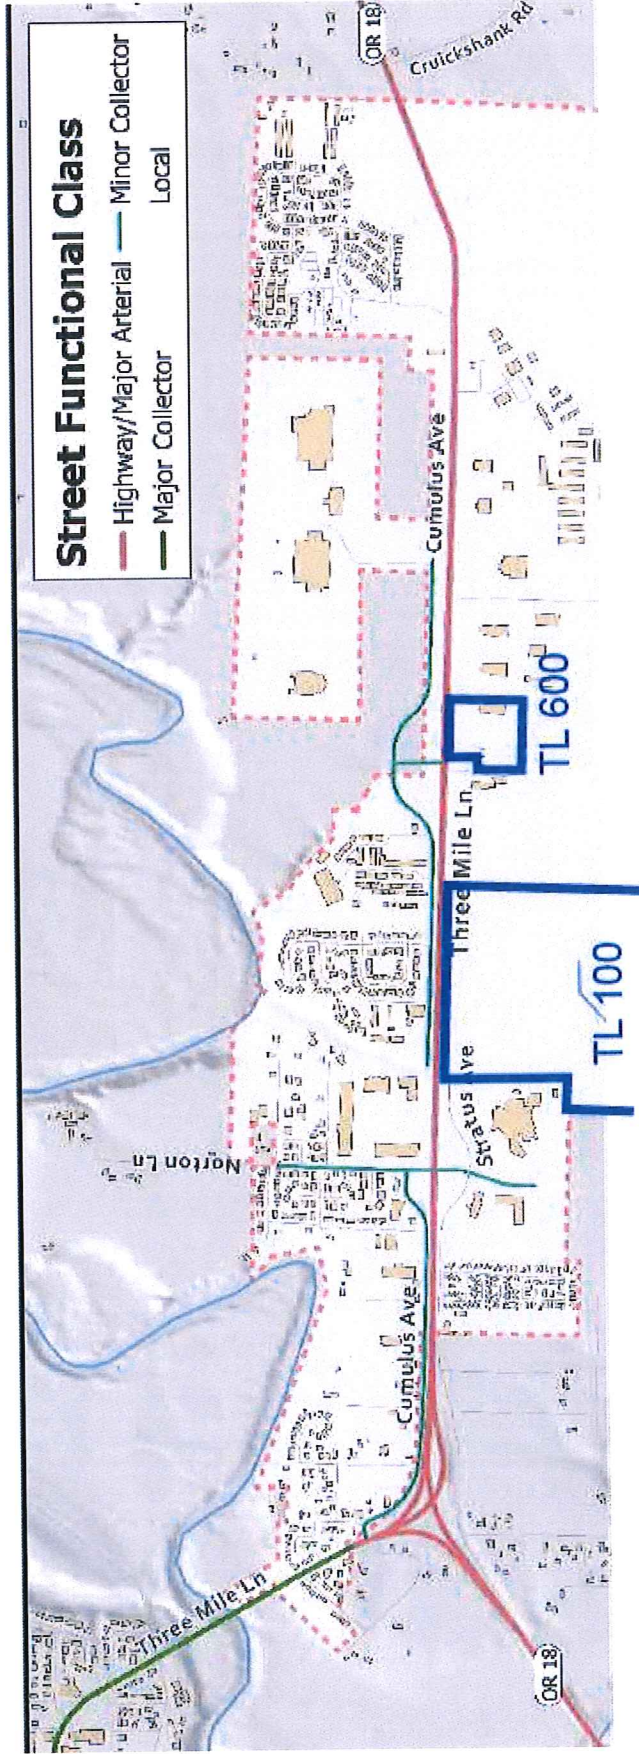 Street Functional Class
Highway/Major Arterial
Minor Collector
Major Collector
Local
OR 18
Cruickshank Rd
Cumulus Ave
TL 600
Three Mile Ln
TL 100
Stratus Ave
Norton Ln
Cumulus Ave
Three Mile Ln
OR 18